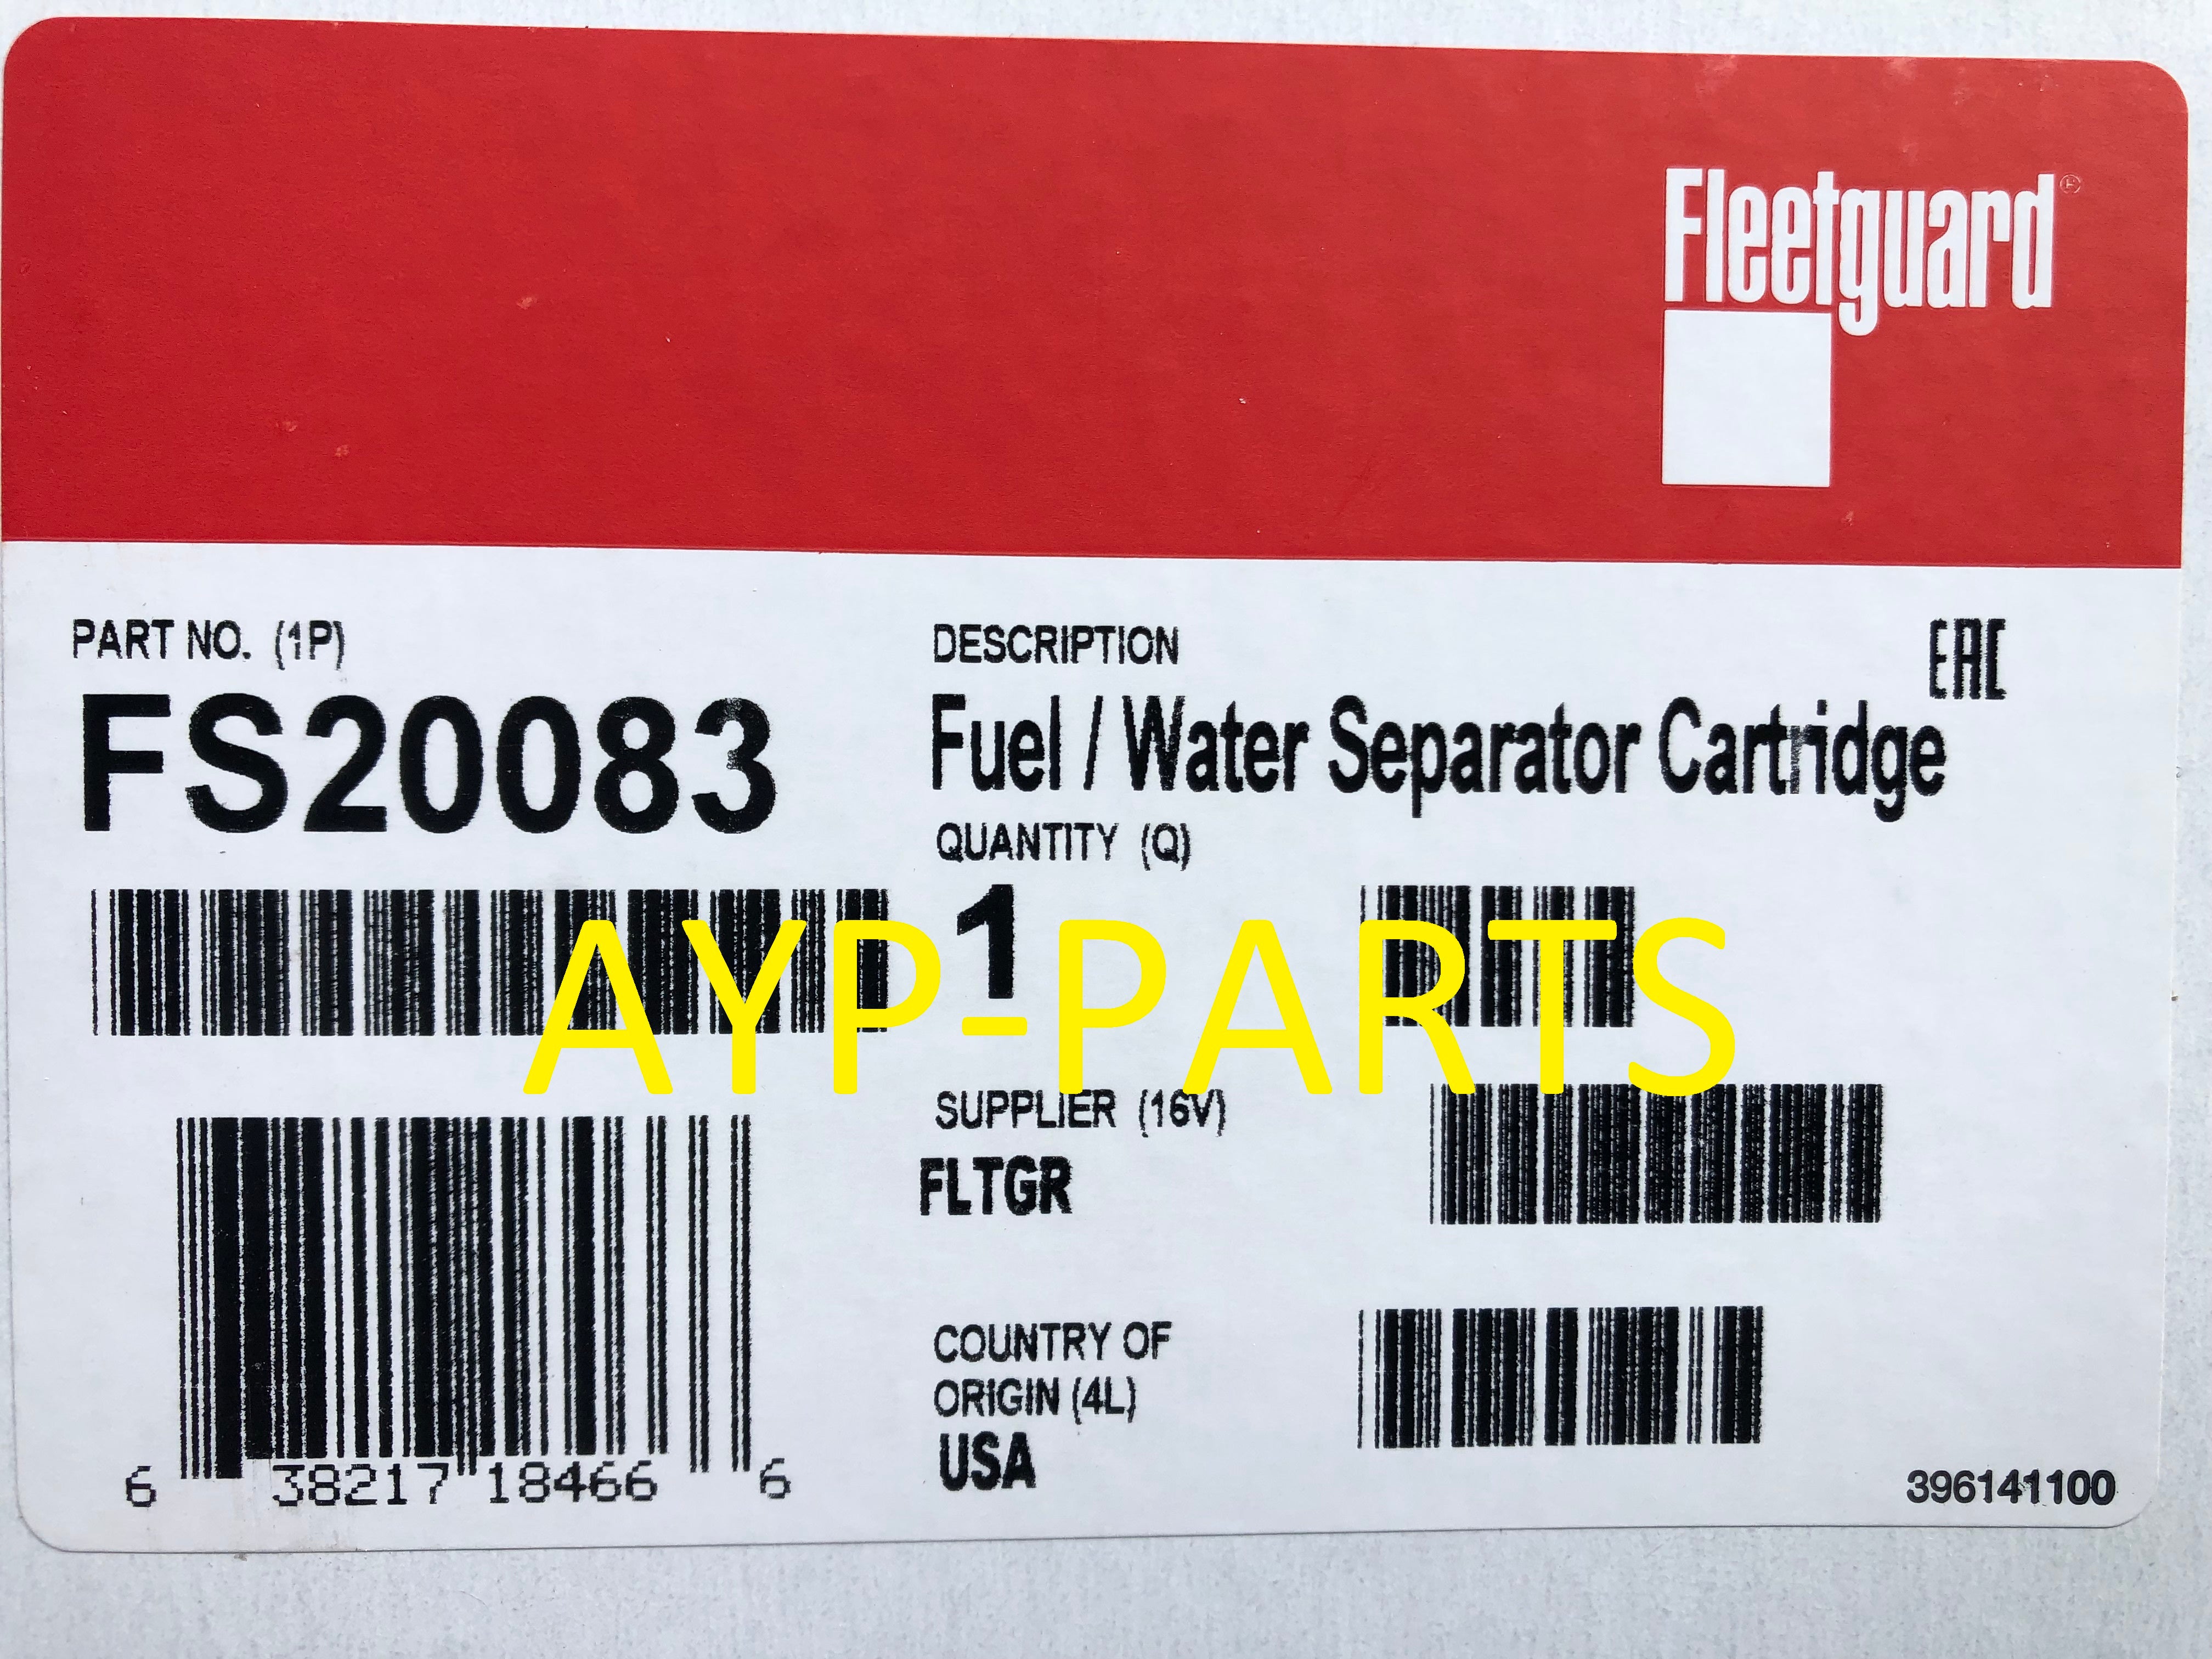 Fleetguard®
PART NO. (1P)
FS20083
DESCRIPTION
EAC
Fuel / Water Separator Cartridge
QUANTITY (Q)
1
AYP-PARTS
SUPPLIER (16V)
FLTGR
COUNTRY OF
ORIGIN (4L)
USA
6 38217 18466 6
396141100